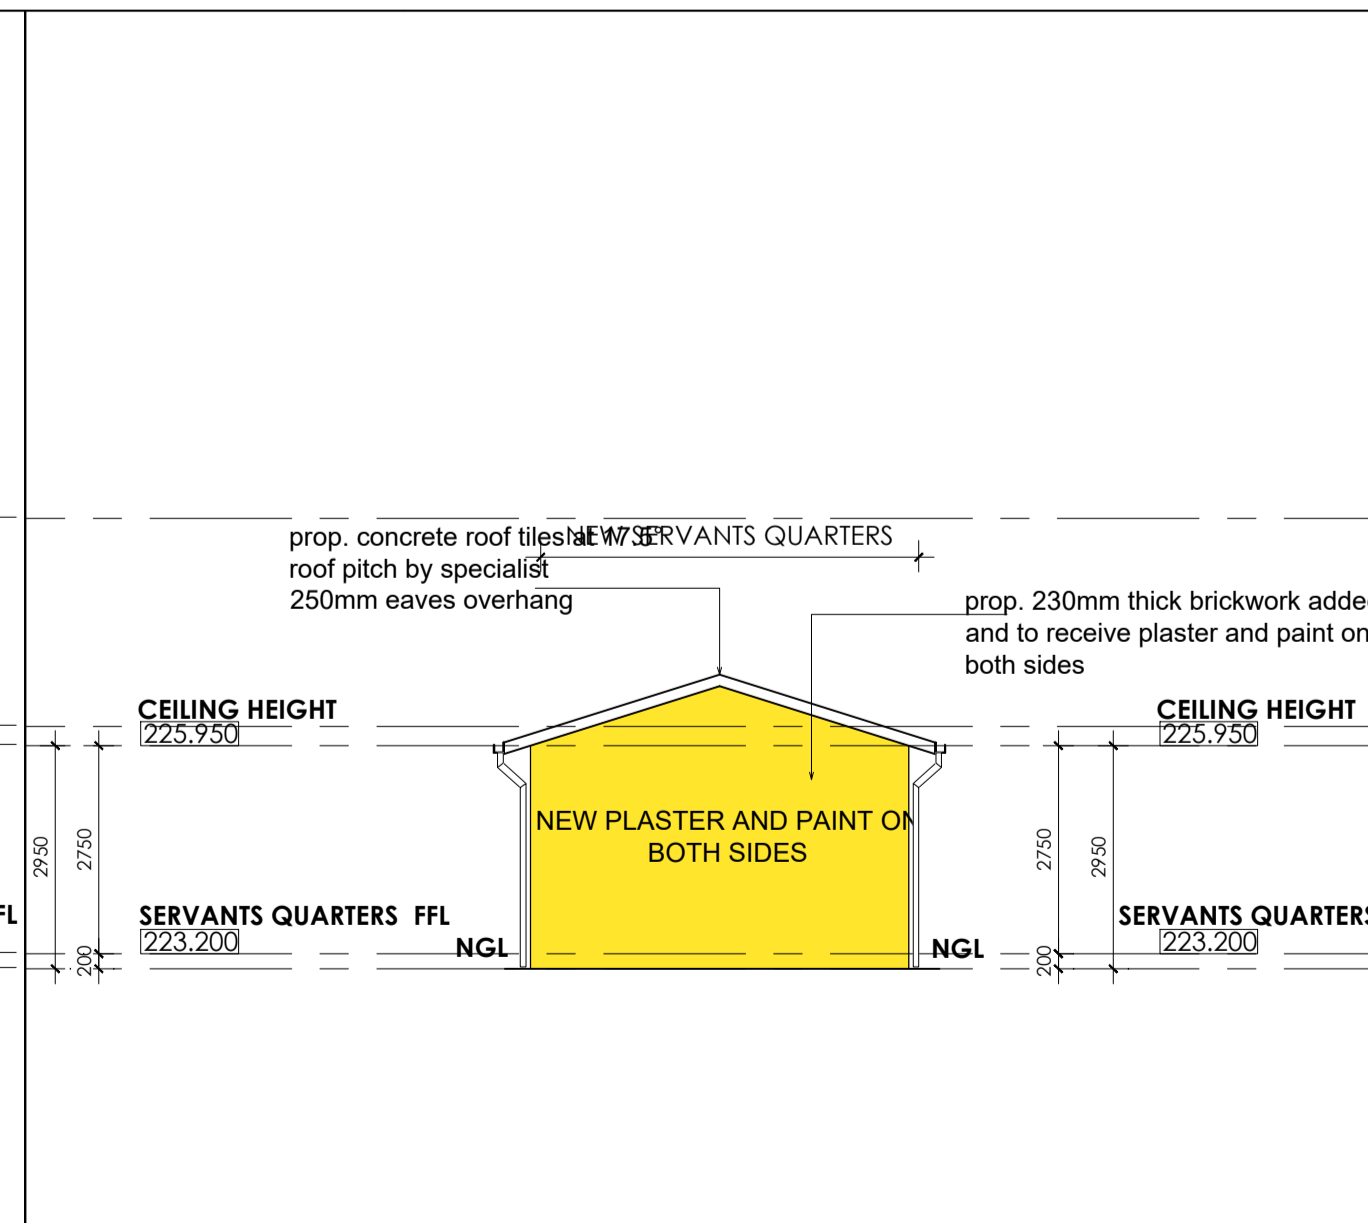 prop. concrete roof tiles at 17.5°
roof pitch by specialist
250mm eaves overhang
NEW SERVANTS QUARTERS
prop. 230mm thick brickwork adde
and to receive plaster and paint on
both sides
CEILING HEIGHT
225.950
CEILING HEIGHT
225.950
2950
2750
200
NEW PLASTER AND PAINT ON
BOTH SIDES
2750
2950
200
FL
SERVANTS QUARTERS FFL
223.200
NGL
NGL
SERVANTS QUARTERS
223.200